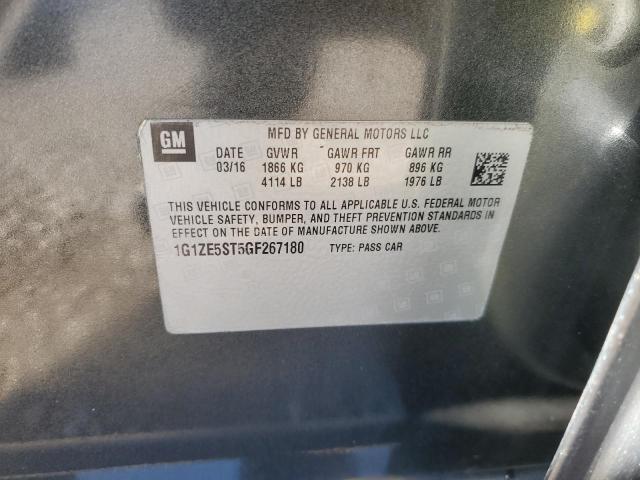 GM
MFD BY GENERAL MOTORS LLC
DATE GVWR GAWR FRT GAWR RR
03/16 1866 KG 970 KG 896 KG
4114 LB 2138 LB 1976 LB
THIS VEHICLE CONFORMS TO ALL APPLICABLE U.S. FEDERAL MOTOR
VEHICLE SAFETY, BUMPER, AND THEFT PREVENTION STANDARDS IN
EFFECT ON THE DATE OF MANUFACTURE SHOWN ABOVE.
1G1ZE5ST5GF267180 TYPE: PASS CAR